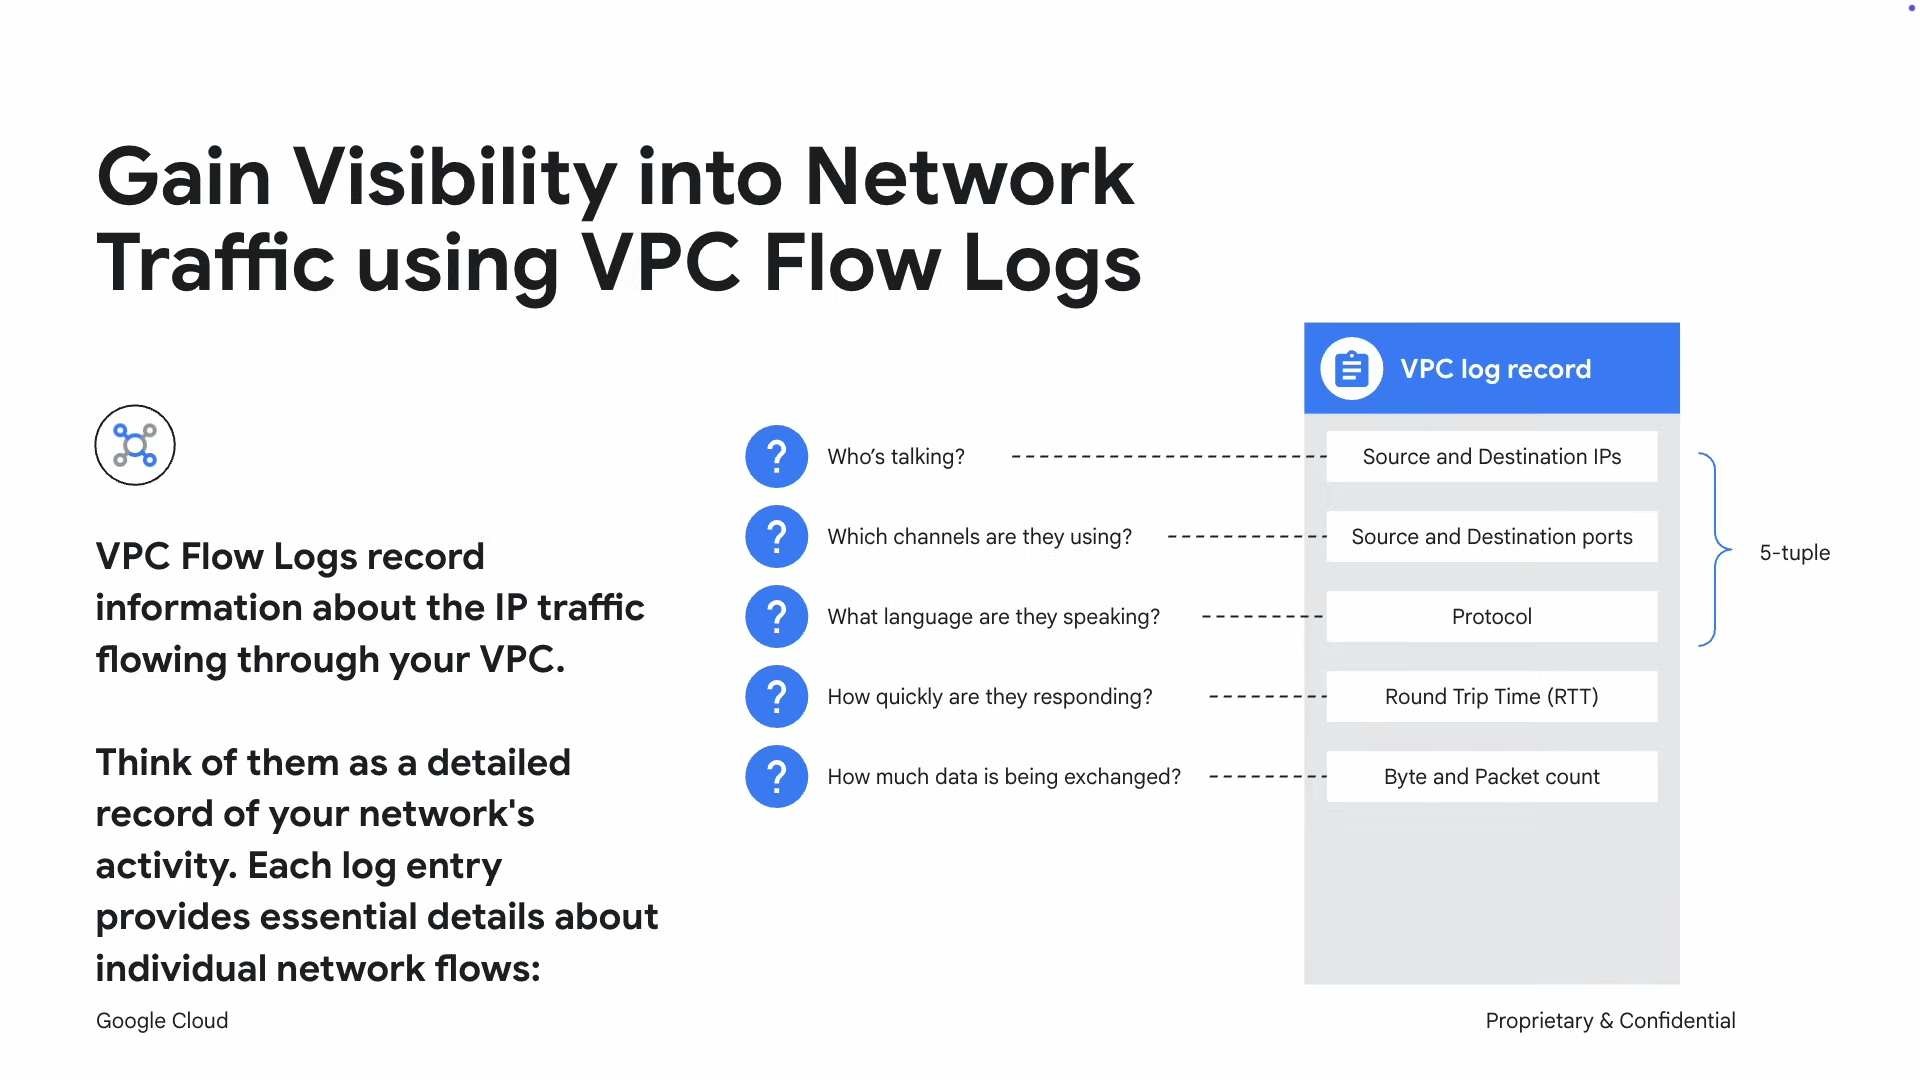 Gain Visibility into Network
Traffic using VPC Flow Logs
VPC Flow Logs record
information about the IP traffic
flowing through your VPC.
Think of them as a detailed
record of your network's
activity. Each log entry
provides essential details about
individual network flows:
VPC log record
? Who’s talking? Source and Destination IPs
? Which channels are they using? Source and Destination ports
? What language are they speaking? Protocol
? How quickly are they responding? Round Trip Time (RTT)
? How much data is being exchanged? Byte and Packet count
5-tuple
Google Cloud
Proprietary & Confidential